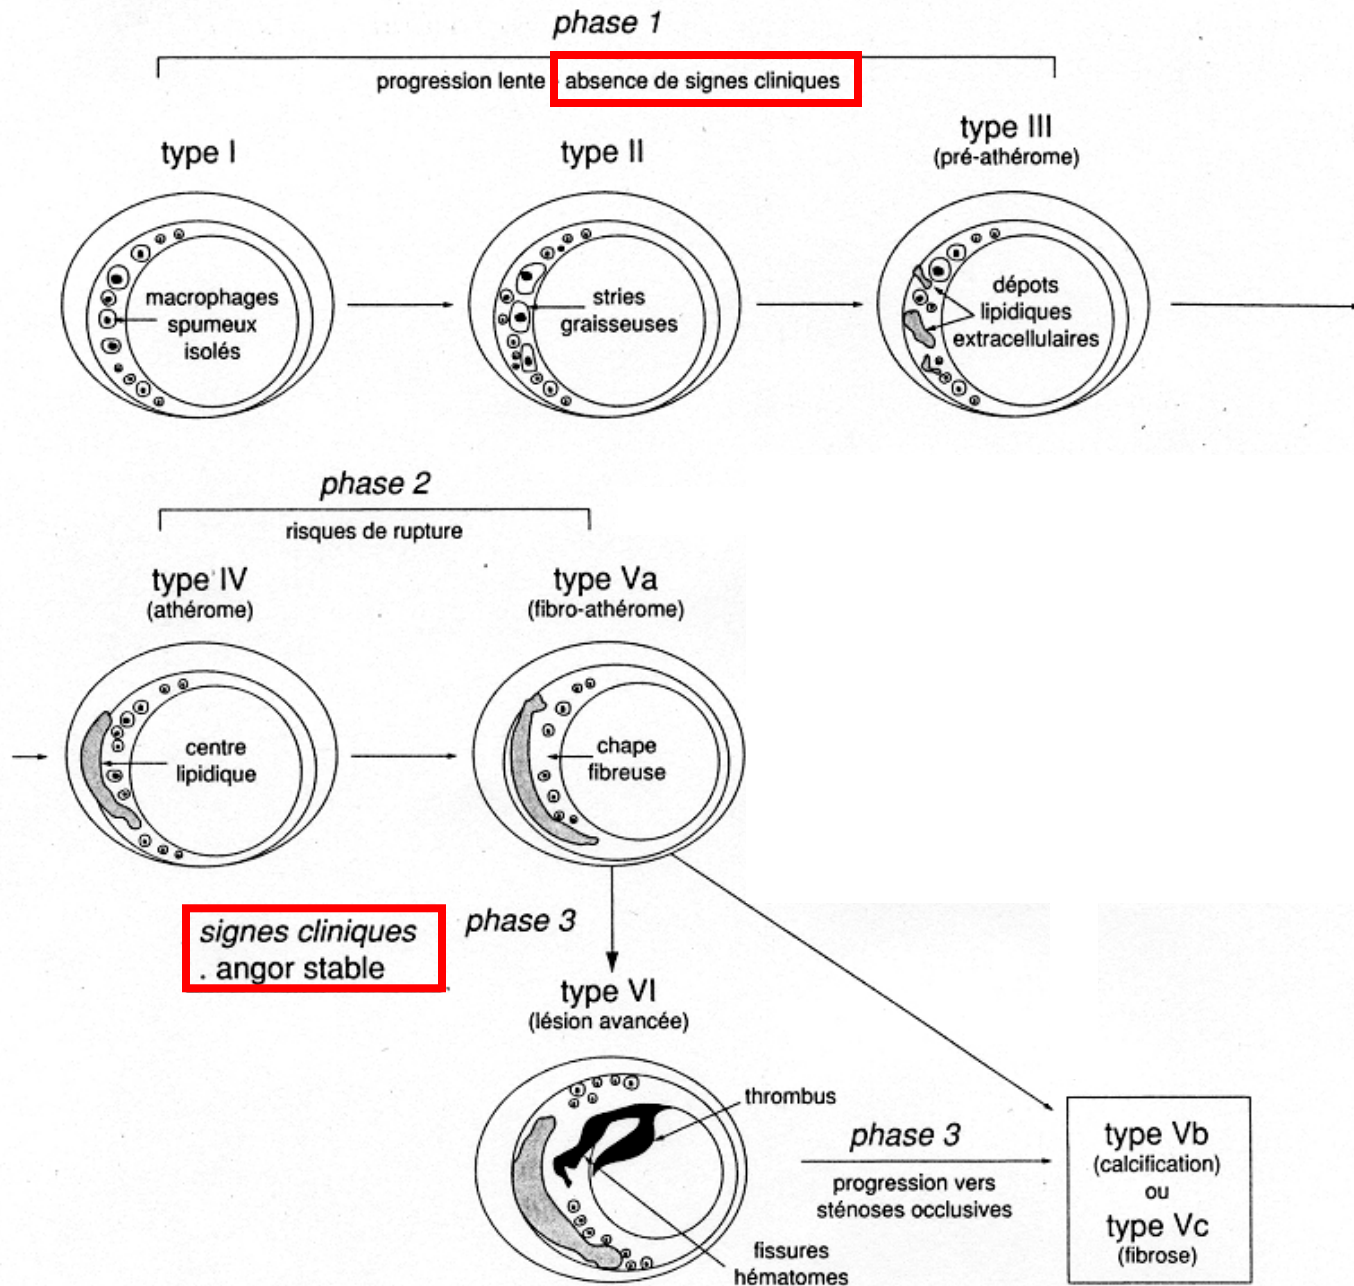 phase 1
progression lente absence de signes cliniques
type I
type II
type III
(pré-athérome)
macrophages
spumeux
isolés
stries
graisseuses
dépots
lipidiques
extracellulaires
phase 2
risques de rupture
type IV
(athérome)
type Va
(fibro-athérome)
centre
lipidique
chape
fibreuse
signes cliniques
. angor stable
phase 3
type VI
(lésion avancée)
thrombus
fissures
hématomes
phase 3
progression vers
sténoses occlusives
type Vb
(calcification)
ou
type Vc
(fibrose)